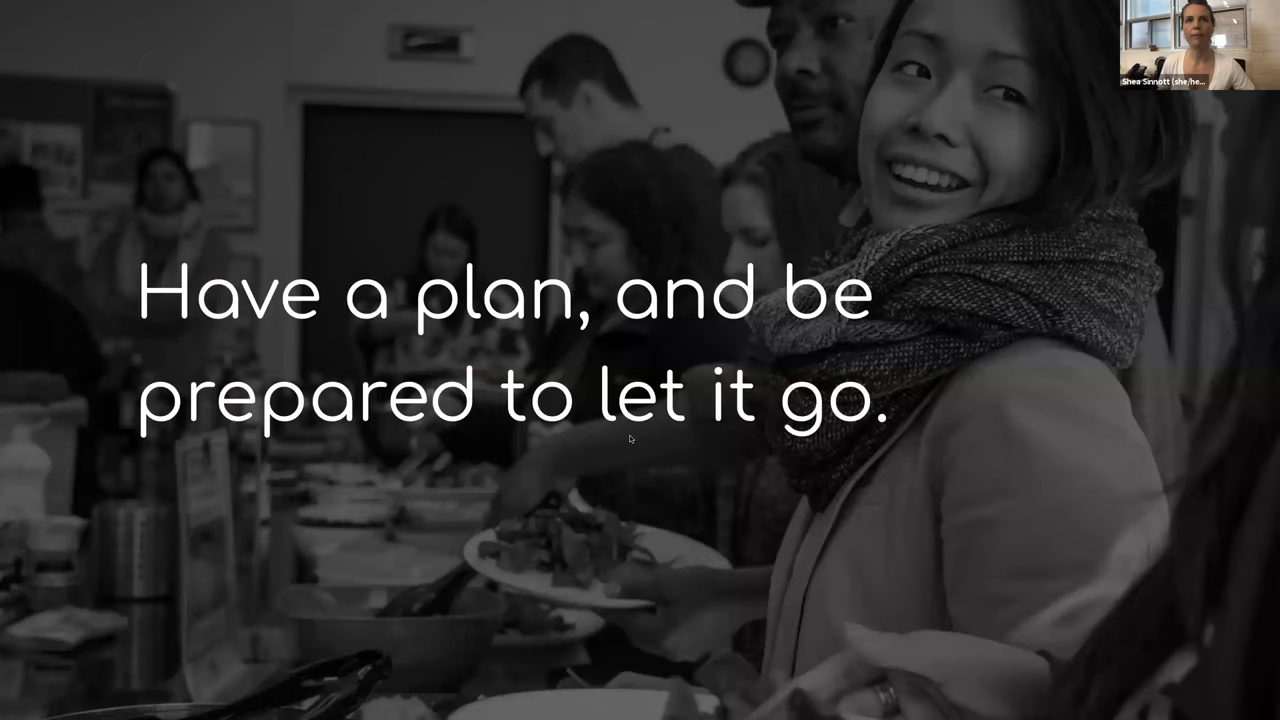 Shea Sinnott (she/he...
Have a plan, and be
prepared to let it go.